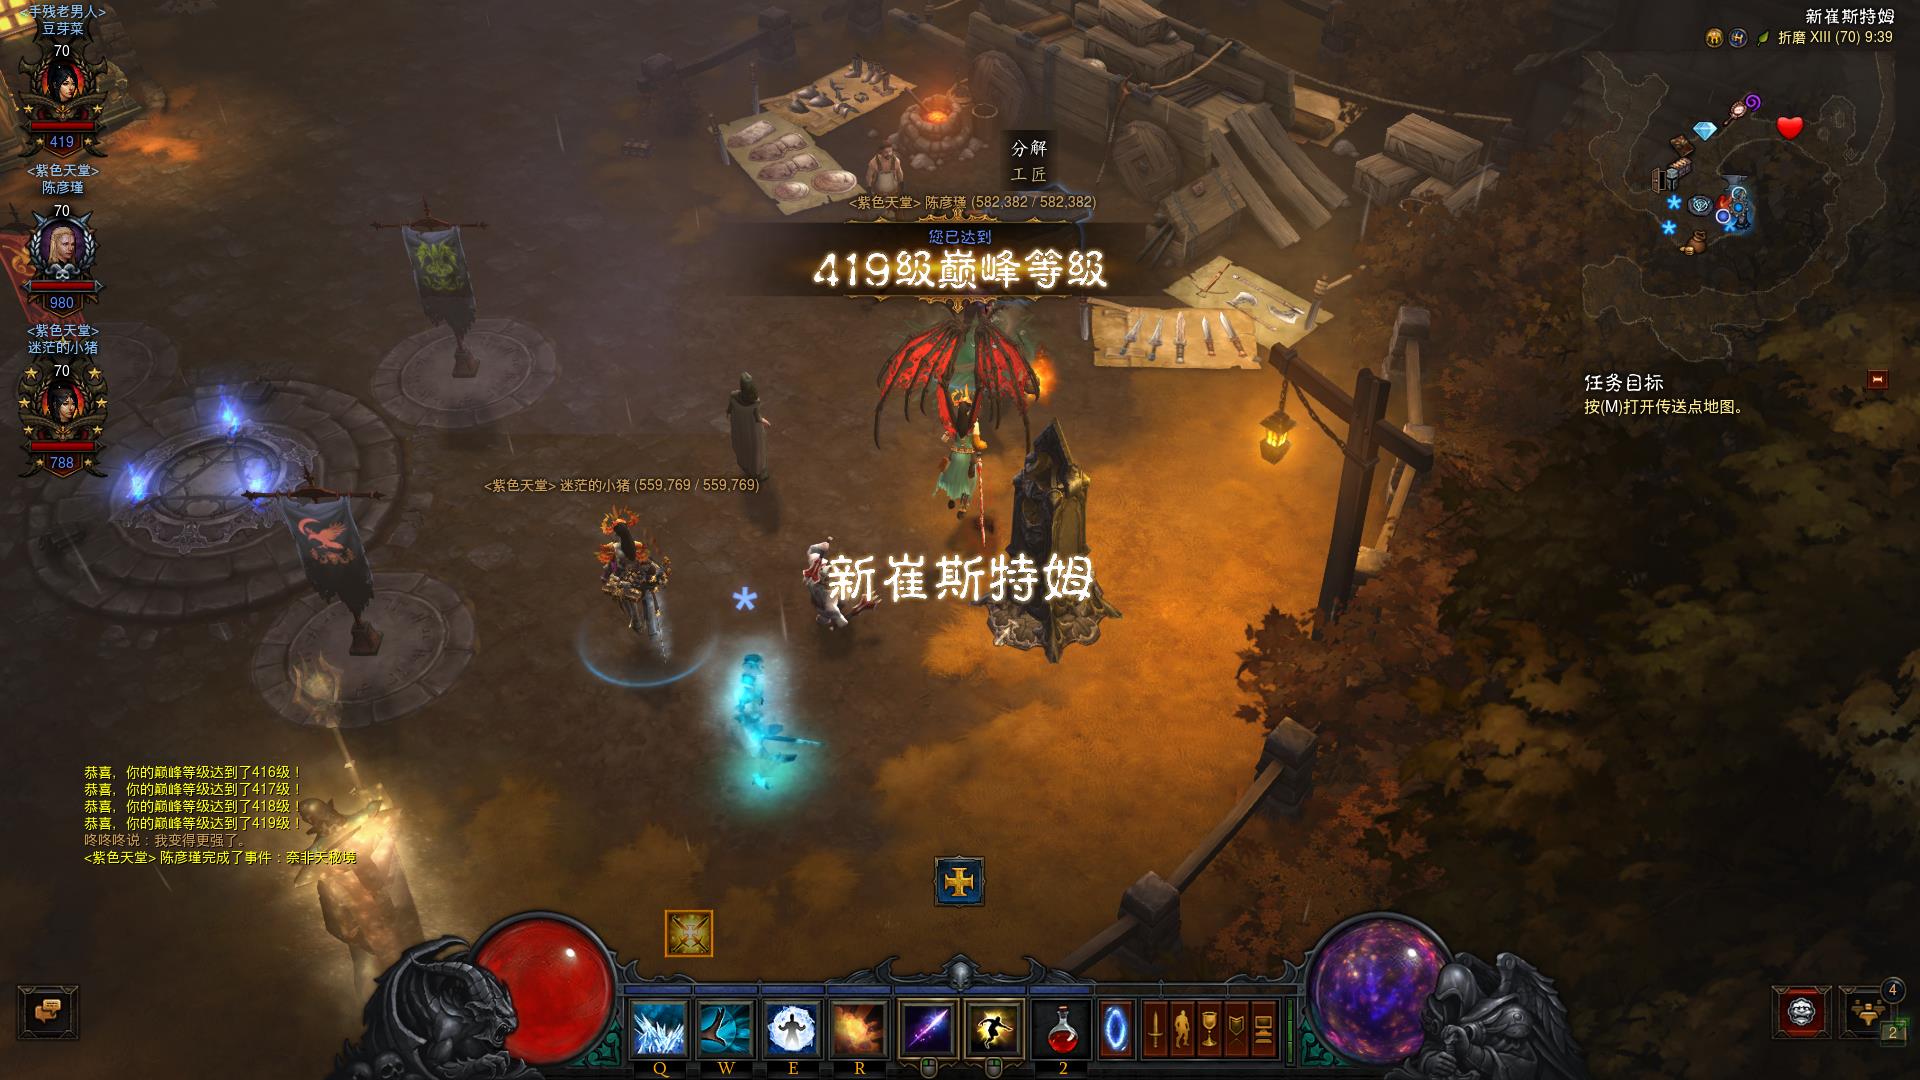 <手残老男人>
豆芽菜
70
419
<紫色天堂>
陈彦瑾
70
980
<紫色天堂>
迷茫的小猪
70
788
新崔斯特姆
折磨 XIII (70) 9:39
分解
工匠
<紫色天堂> 陈彦瑾 (582,382 / 582,382)
您已达到
419级巅峰等级
任务目标
按(M)打开传送点地图。
<紫色天堂> 迷茫的小猪 (559,769 / 559,769)
新崔斯特姆
恭喜，你的巅峰等级达到了416级！
恭喜，你的巅峰等级达到了417级！
恭喜，你的巅峰等级达到了418级！
恭喜，你的巅峰等级达到了419级！
咚咚咚说：我变得更强了。
<紫色天堂> 陈彦瑾完成了事件：奈非天秘境
Q W E R 2
4
2